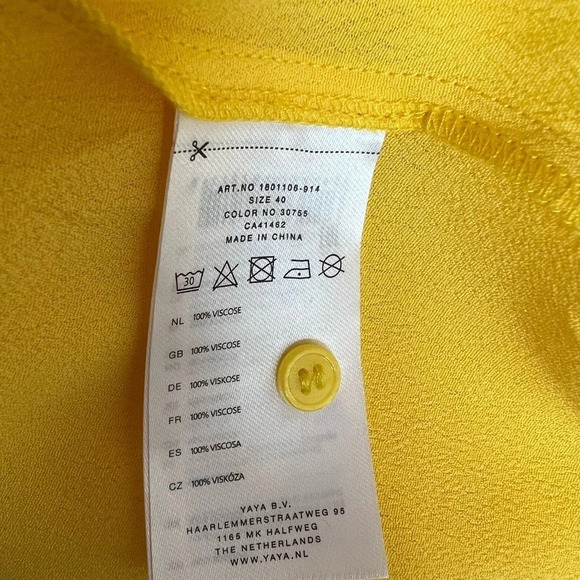 ART.NO 1801106-914
SIZE 40
COLOR NO 30755
CA41462
MADE IN CHINA
30
NL 100% VISCOSE
GB 100% VISCOSE
DE 100% VISKOSE
FR 100% VISCOSE
ES 100% VISCOSA
CZ 100% VISKÓZA
YAYA B.V.
HAARLEMMERSTRAATWEG 95
1165 MK HALFWEG
THE NETHERLANDS
WWW.YAYA.NL